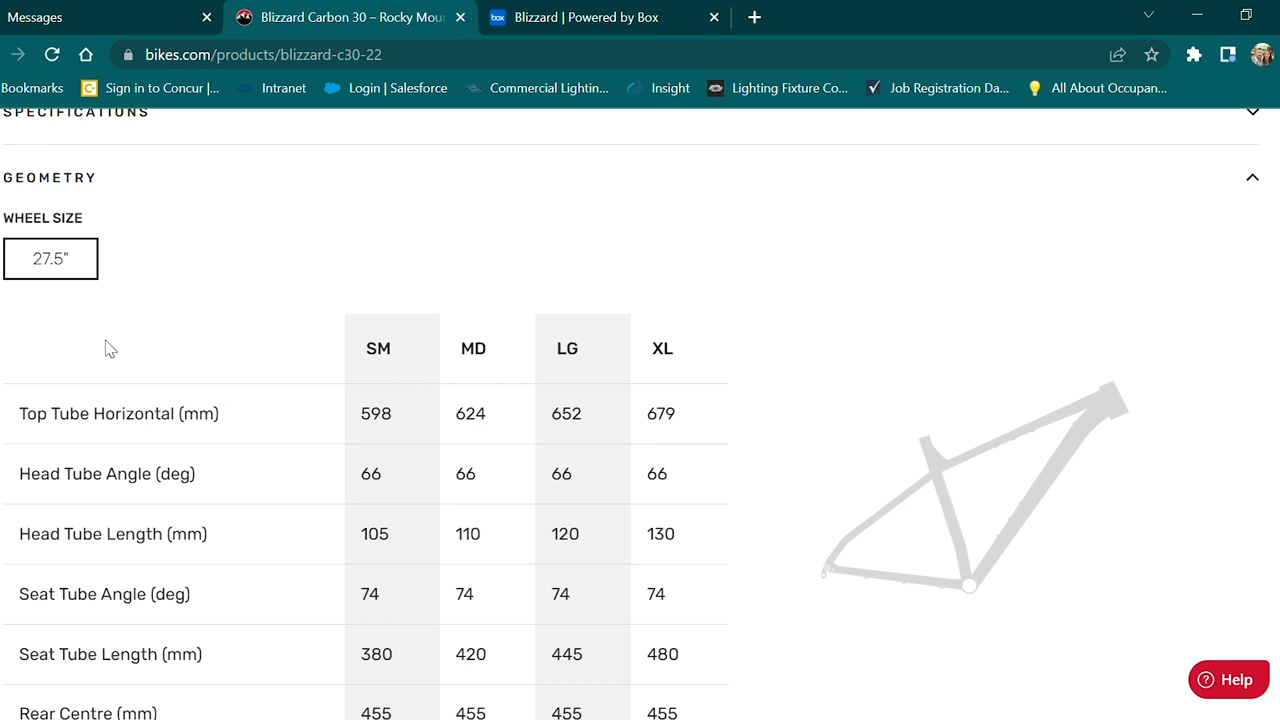 Messages
Blizzard Carbon 30 – Rocky Mour
box
Blizzard | Powered by Box
bikes.com/products/blizzard-c30-22
Bookmarks
Sign in to Concur |...
Intranet
Login | Salesforce
Commercial Lightin...
Insight
Lighting Fixture Co...
Job Registration Da...
All About Occupan...
SPECIFICATIONS
GEOMETRY
WHEEL SIZE
27.5"
SM MD LG XL
Top Tube Horizontal (mm) 598 624 652 679
Head Tube Angle (deg) 66 66 66 66
Head Tube Length (mm) 105 110 120 130
Seat Tube Angle (deg) 74 74 74 74
Seat Tube Length (mm) 380 420 445 480
Rear Centre (mm) 455 455 455 455
? Help